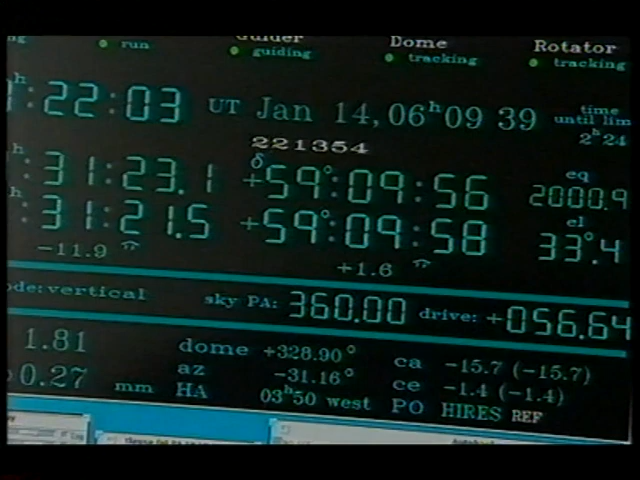 Guider Dome Rotator
run guiding tracking tracking
:22:03 UT Jan 14, 06ʰ09 39 time until lim 2ʰ24
221354
ʰ:31:23.1 δ +59°:09:56 eq 2000.9
ʰ:31:21.5 +59°:09:58 el 33°.4
-11.9 " +1.6 "
ode:vertical sky PA: 360.00 drive: +056.64
1.81 dome +328.90° ca -15.7 (-15.7)
0.27 mm az -31.16° ce -1.4 (-1.4)
HA 03ʰ50 west PO HIRES REF